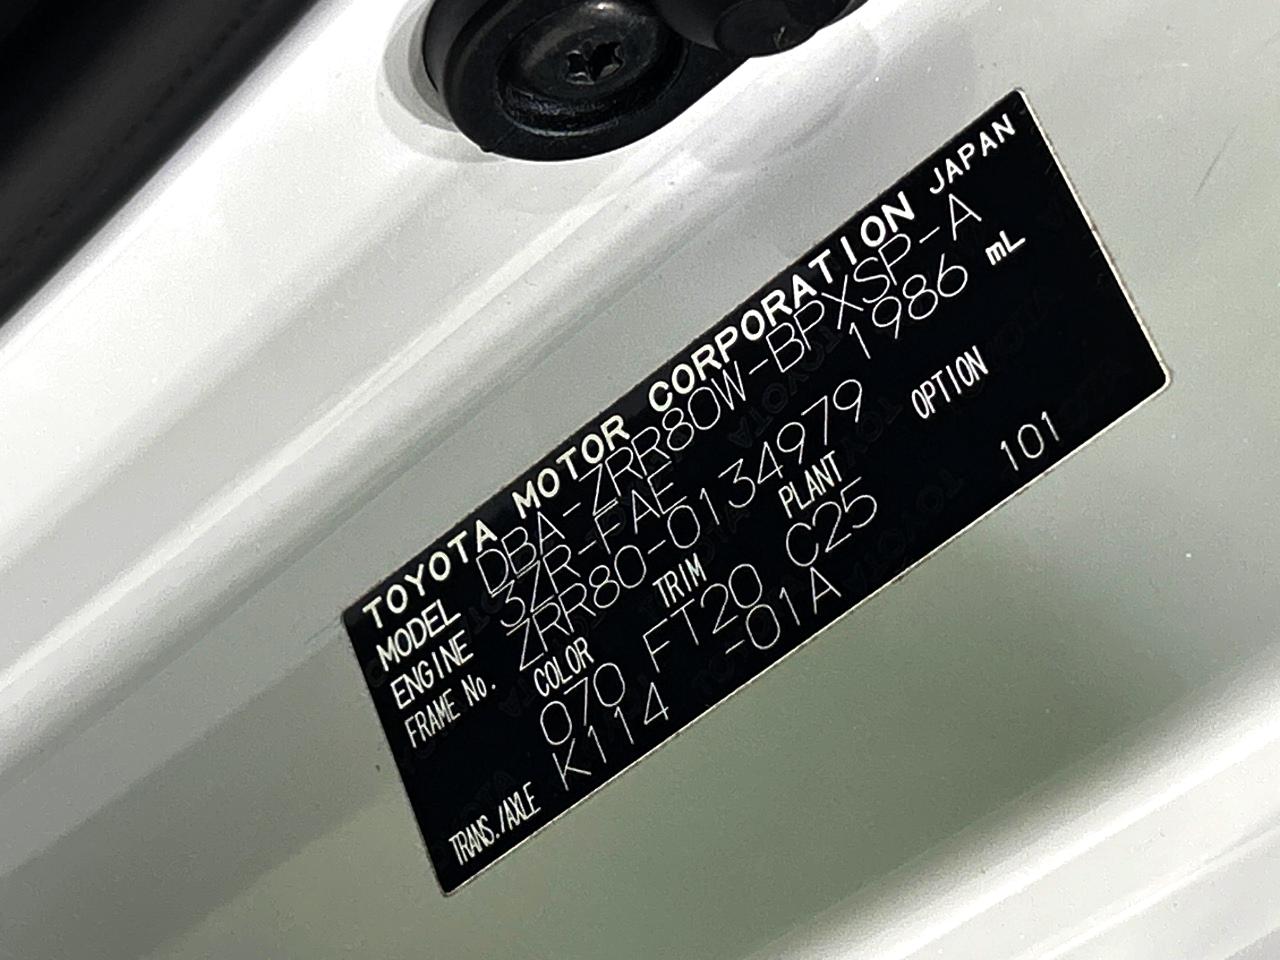 TOYOTA MOTOR CORPORATION JAPAN
MODEL DBA-ZRR80W-BPXSP-A
ENGINE 3ZR-FAE 1986 mL
FRAME No. ZRR80-0134979
COLOR TRIM PLANT OPTION
070 FT20 C25 101
TRANS./AXLE K114 -01A